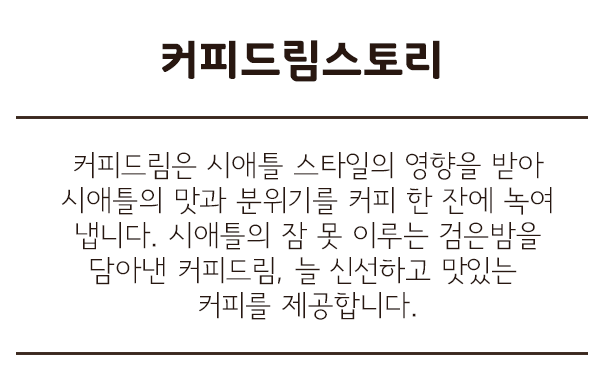 커피드림스토리
커피드림은 시애틀 스타일의 영향을 받아
시애틀의 맛과 분위기를 커피 한 잔에 녹여
냅니다. 시애틀의 잠 못 이루는 검은밤을
담아낸 커피드림, 늘 신선하고 맛있는
커피를 제공합니다.